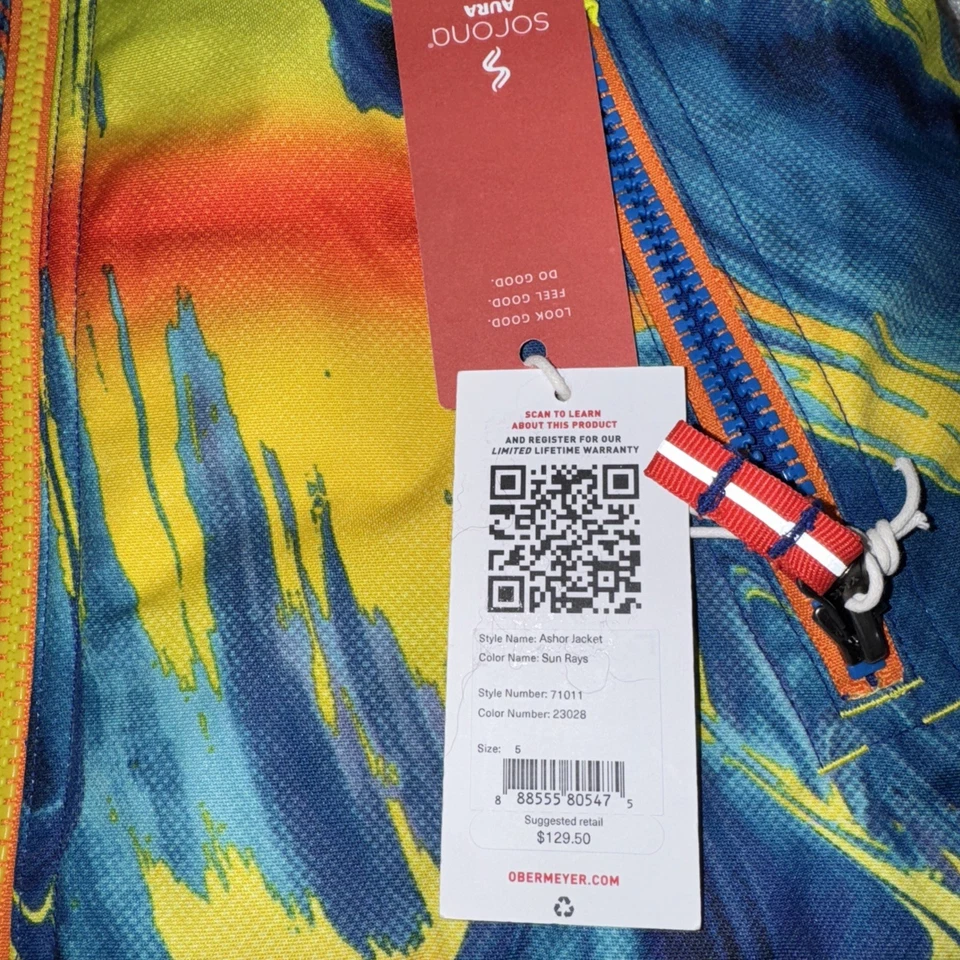 sorona®
AURA
LOOK GOOD.
FEEL GOOD.
DO GOOD.
SCAN TO LEARN
ABOUT THIS PRODUCT
AND REGISTER FOR OUR
LIMITED LIFETIME WARRANTY
Style Name: Ashor Jacket
Color Name: Sun Rays
Style Number: 71011
Color Number: 23028
Size: 5
8 88555 80547 5
Suggested retail
$129.50
OBERMEYER.COM